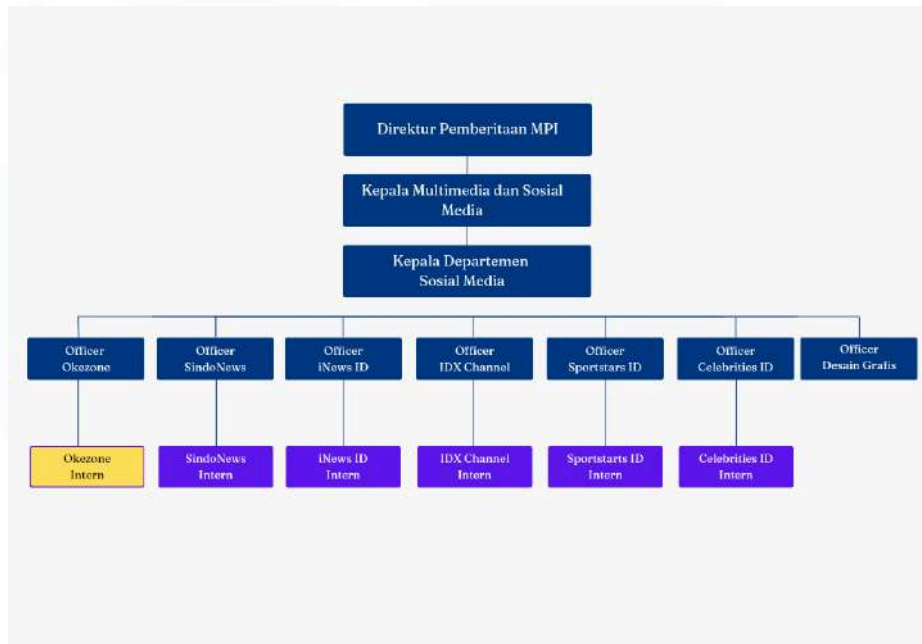 Direktur Pemberitaan MPI
Kepala Multimedia dan Sosial
Media
Kepala Departemen
Sosial Media
Officer
Okezone
Officer
SindoNews
Officer
iNews ID
Officer
IDX Channel
Officer
Sportstars ID
Officer
Celebrities ID
Officer
Desain Grafis
Okezone
Intern
SindoNews
Intern
iNews ID
Intern
IDX Channel
Intern
Sportstarts ID
Intern
Celebrities ID
Intern